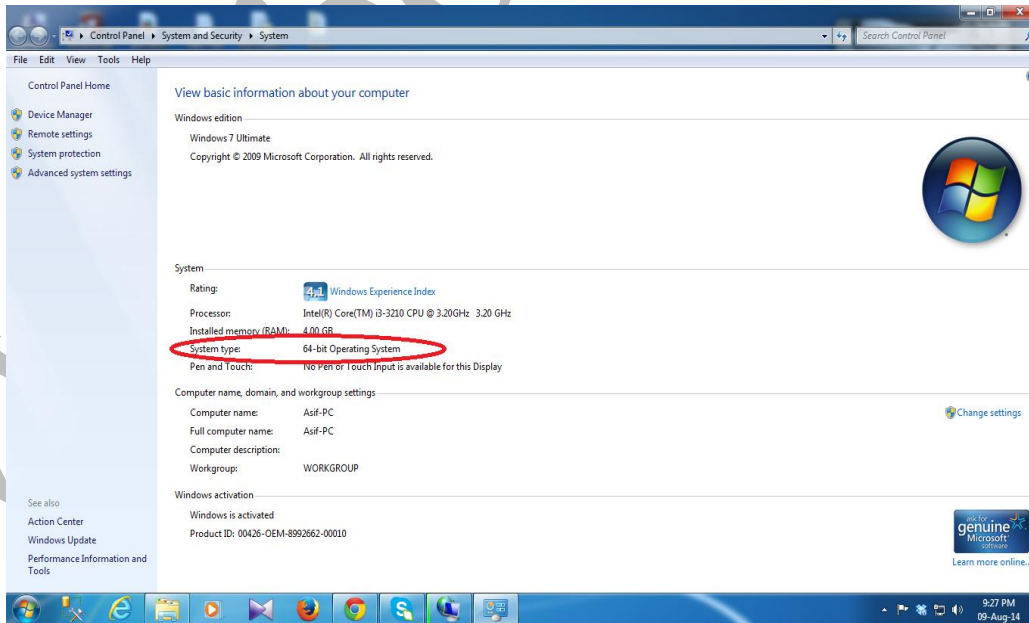 Control Panel ▸ System and Security ▸ System
Search Control Panel
File Edit View Tools Help
Control Panel Home
Device Manager
Remote settings
System protection
Advanced system settings
View basic information about your computer
Windows edition
Windows 7 Ultimate
Copyright © 2009 Microsoft Corporation. All rights reserved.
System
Rating: 4,1 Windows Experience Index
Processor: Intel(R) Core(TM) i3-3210 CPU @ 3.20GHz 3.20 GHz
Installed memory (RAM): 4.00 GB
System type: 64-bit Operating System
Pen and Touch: No Pen or Touch Input is available for this Display
Computer name, domain, and workgroup settings
Computer name: Asif-PC
Change settings
Full computer name: Asif-PC
Computer description:
Workgroup: WORKGROUP
Windows activation
Windows is activated
Product ID: 00426-OEM-8992662-00010
ask for
genuine
Microsoft
software
Learn more online...
See also
Action Center
Windows Update
Performance Information and
Tools
9:27 PM
09-Aug-14